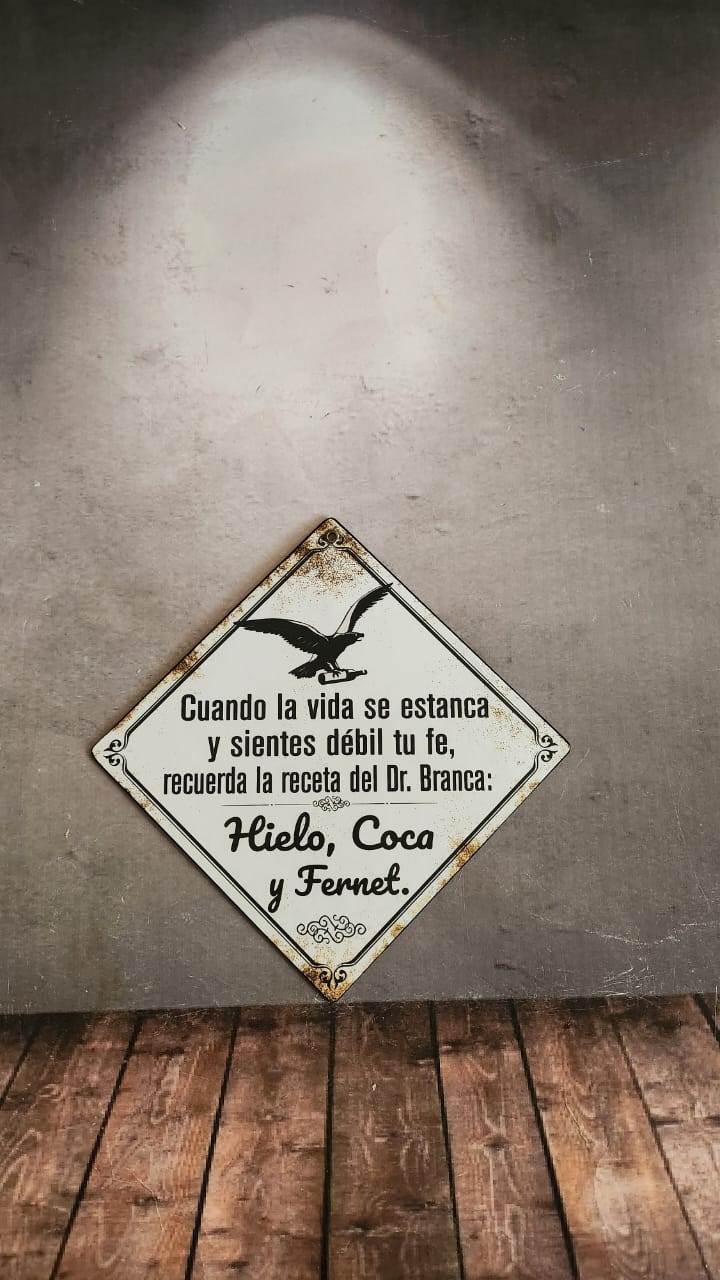 Cuando la vida se estanca
y sientes débil tu fe,
recuerda la receta del Dr. Branca:
Hielo, Coca
y Fernet.